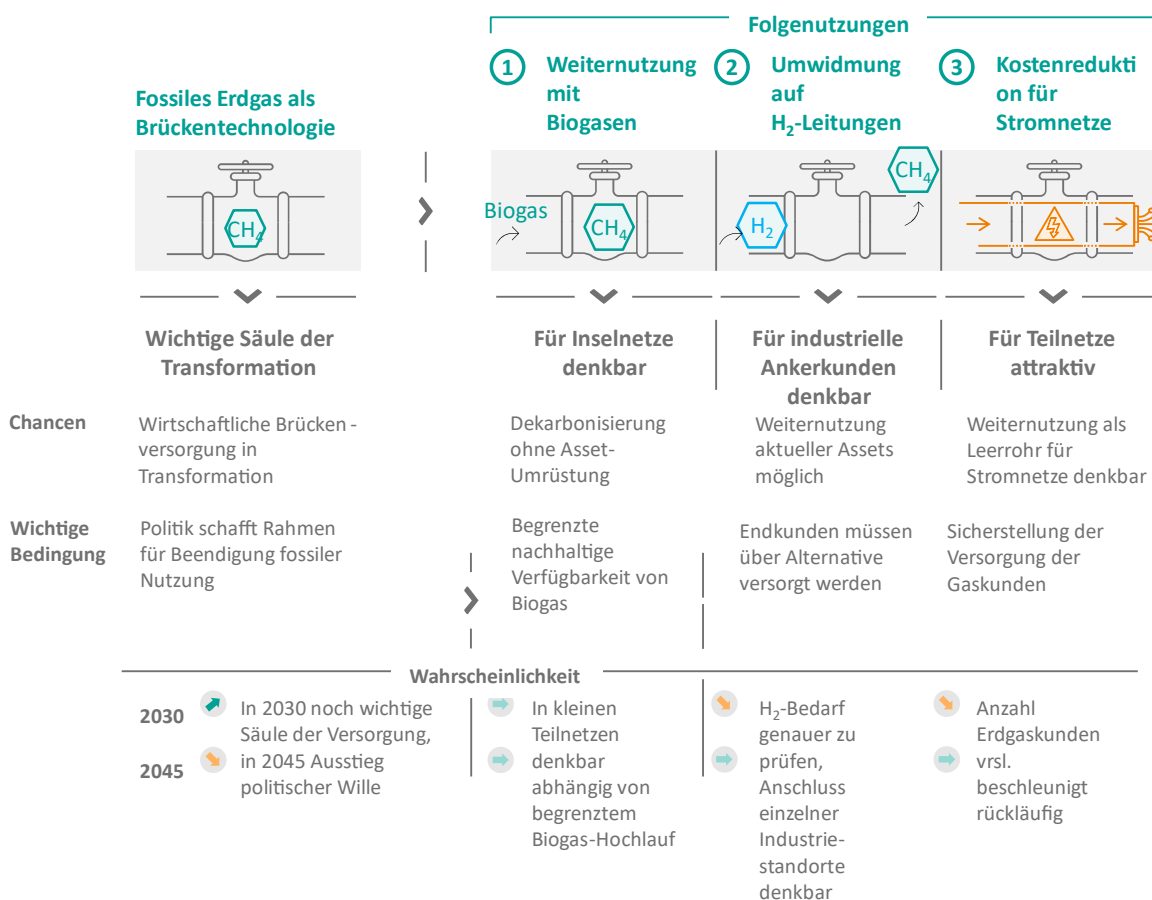 Folgenutzungen
Fossiles Erdgas als
Brückentechnologie
1 Weiternutzung
mit
Biogasen
2 Umwidmung
auf
H₂-Leitungen
3 Kostenredukti
on für
Stromnetze
CH₄
Biogas
CH₄
H₂
CH₄
Wichtige Säule der
Transformation
Für Inselnetze
denkbar
Für industrielle
Ankerkunden
denkbar
Für Teilnetze
attraktiv
Chancen
Wirtschaftliche Brücken -
versorgung in
Transformation
Dekarbonisierung
ohne Asset-
Umrüstung
Weiternutzung
aktueller Assets
möglich
Weiternutzung als
Leerrohr für
Stromnetze denkbar
Wichtige
Bedingung
Politik schafft Rahmen
für Beendigung fossiler
Nutzung
Begrenzte
nachhaltige
Verfügbarkeit von
Biogas
Endkunden müssen
über Alternative
versorgt werden
Sicherstellung der
Versorgung der
Gaskunden
Wahrscheinlichkeit
2030
2045
In 2030 noch wichtige
Säule der Versorgung,
in 2045 Ausstieg
politischer Wille
In kleinen
Teilnetzen
denkbar
abhängig von
begrenztem
Biogas-Hochlauf
H₂-Bedarf
genauer zu
prüfen,
Anschluss
einzelner
Industrie-
standorte
denkbar
Anzahl
Erdgaskunden
vrsl.
beschleunigt
rückläufig